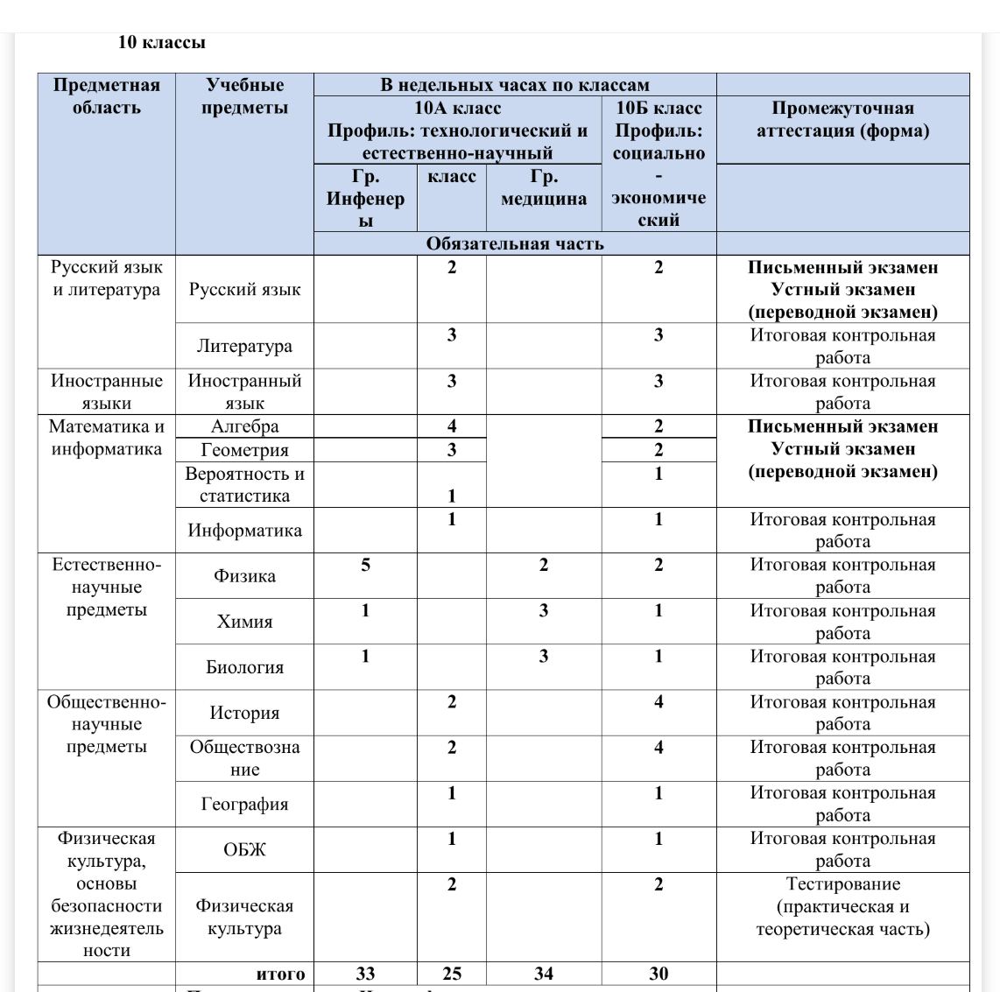 10 классы
Предметная область | Учебные предметы | В недельных часах по классам
10А класс
Профиль: технологический и
естественно-научный
10Б класс
Профиль:
социально
-
экономиче
ский
Промежуточная
аттестация (форма)
Гр.
Инфенер
ы
класс
Гр.
медицина
Обязательная часть
Русский язык
и литература
Русский язык
2
2
Письменный экзамен
Устный экзамен
(переводной экзамен)
Литература
3
3
Итоговая контрольная
работа
Иностранные
языки
Иностранный
язык
3
3
Итоговая контрольная
работа
Математика и
информатика
Алгебра
4
2
Письменный экзамен
Устный экзамен
(переводной экзамен)
Геометрия
3
2
Вероятность и
статистика
1
1
Информатика
1
1
Итоговая контрольная
работа
Естественно-
научные
предметы
Физика
5
2
2
Итоговая контрольная
работа
Химия
1
3
1
Итоговая контрольная
работа
Биология
1
3
1
Итоговая контрольная
работа
Общественно-
научные
предметы
История
2
4
Итоговая контрольная
работа
Обществозна
ние
2
4
Итоговая контрольная
работа
География
1
1
Итоговая контрольная
работа
Физическая
культура,
основы
безопасности
жизнедеятель
ности
ОБЖ
1
1
Итоговая контрольная
работа
Физическая
культура
2
2
Тестирование
(практическая и
теоретическая часть)
итого
33
25
34
30